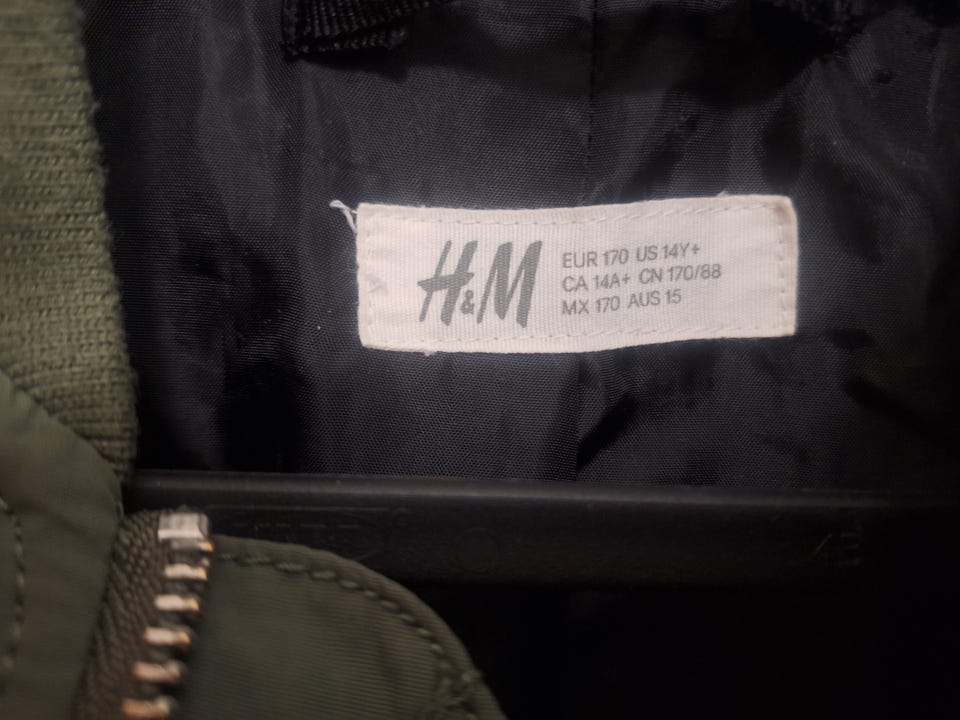 H&M
EUR 170 US 14Y+
CA 14A+ CN 170/88
MX 170 AUS 15